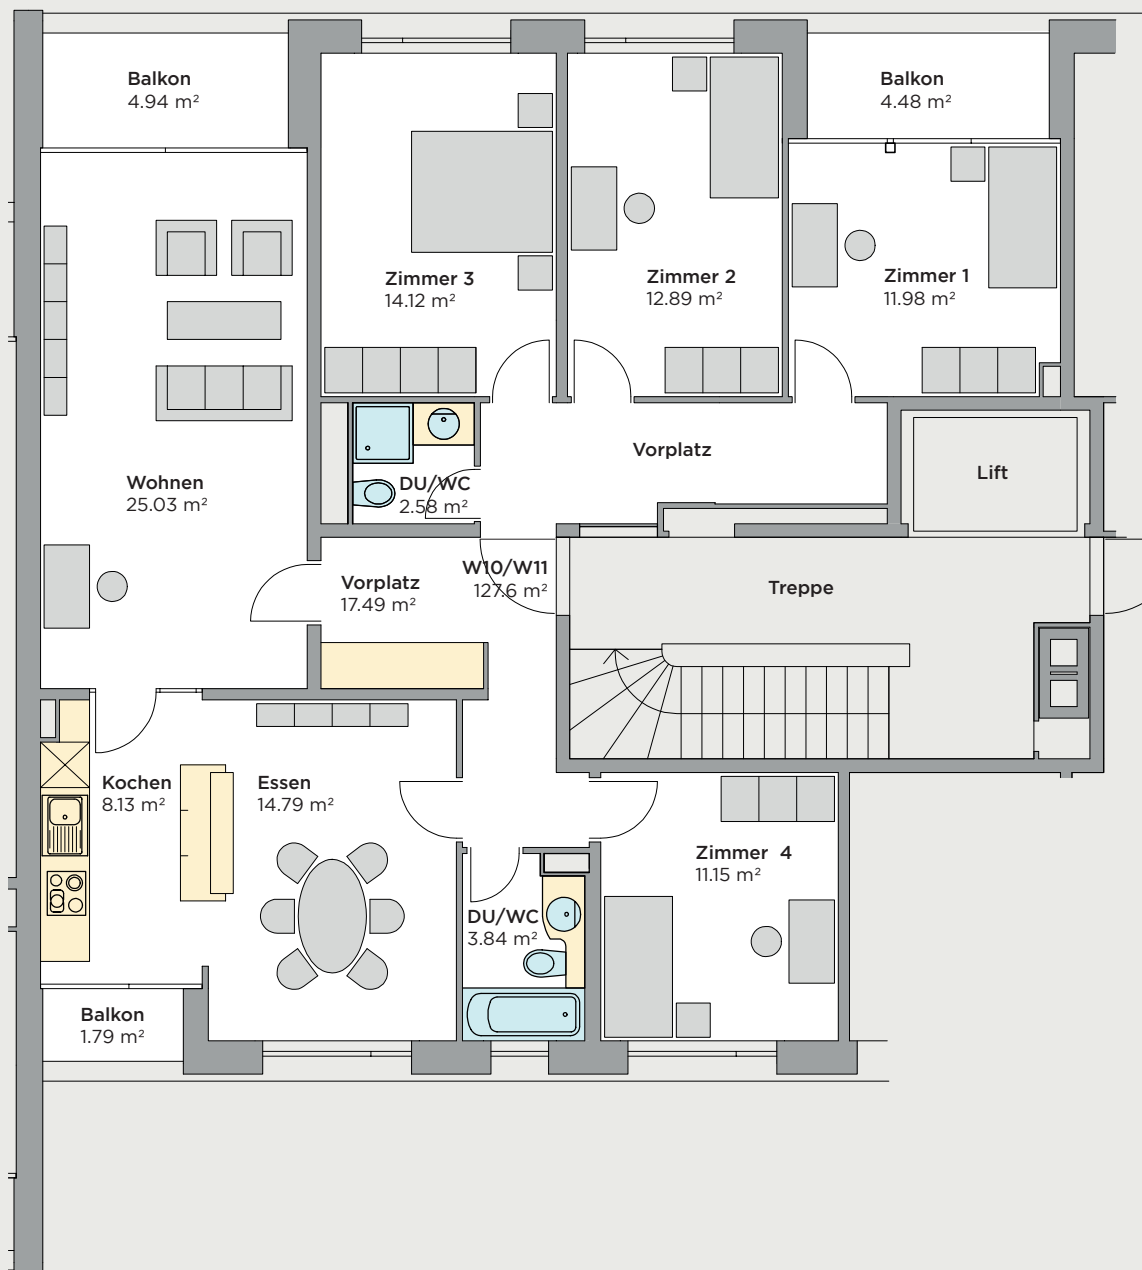 Balkon
4.94 m²
Balkon
4.48 m²
Zimmer 3
14.12 m²
Zimmer 2
12.89 m²
Zimmer 1
11.98 m²
Wohnen
25.03 m²
DU/WC
2.58 m²
Vorplatz
Lift
Vorplatz
17.49 m²
W10/W11
127.6 m²
Treppe
Kochen
8.13 m²
Essen
14.79 m²
Zimmer 4
11.15 m²
DU/WC
3.84 m²
Balkon
1.79 m²